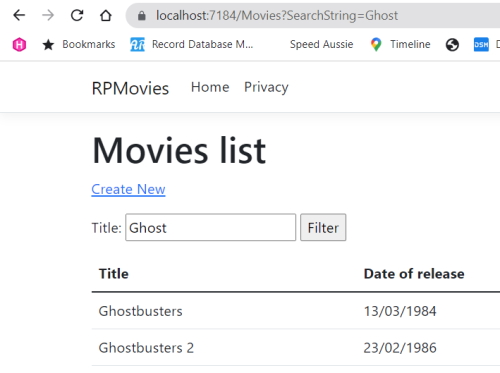 localhost:7184/Movies?SearchString=Ghost
Bookmarks Record Database M... Speed Aussie Timeline DSM
RPMovies Home Privacy
Movies list
Create New
Title: Ghost Filter
Title Date of release
Ghostbusters 13/03/1984
Ghostbusters 2 23/02/1986